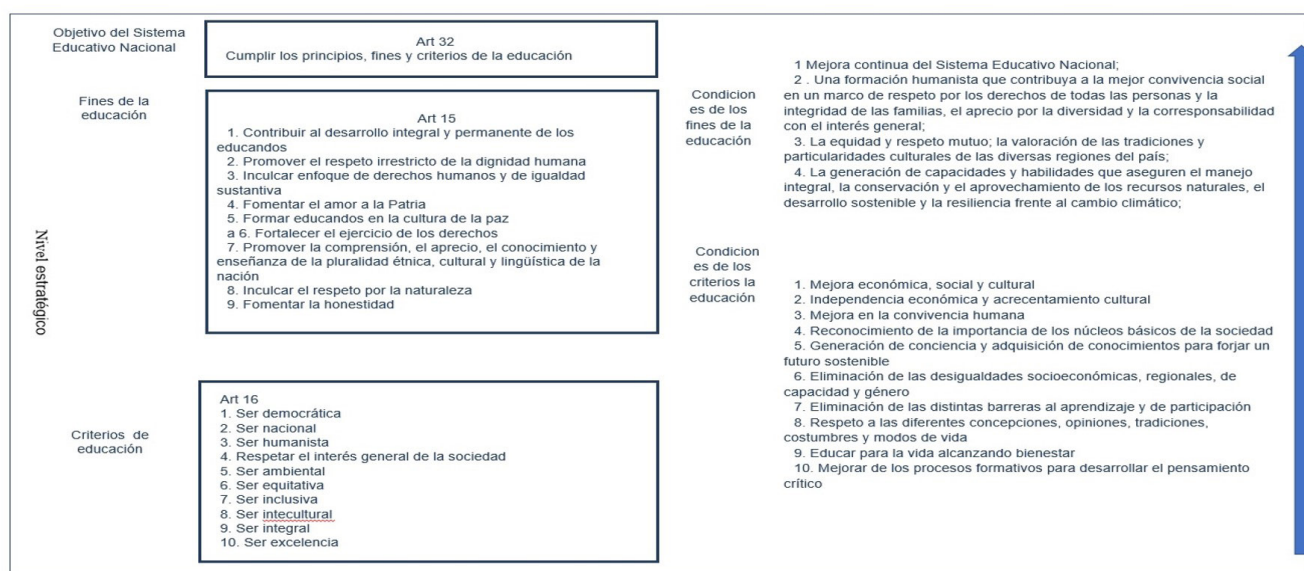 Objetivo del Sistema
Educativo Nacional
Art 32
Cumplir los principios, fines y criterios de la educación
Fines de la
educación
Art 15
1. Contribuir al desarrollo integral y permanente de los
educandos
2. Promover el respeto irrestricto de la dignidad humana
3. Inculcar enfoque de derechos humanos y de igualdad
sustantiva
4. Fomentar el amor a la Patria
5. Formar educandos en la cultura de la paz
a 6. Fortalecer el ejercicio de los derechos
7. Promover la comprensión, el aprecio, el conocimiento y
enseñanza de la pluralidad étnica, cultural y lingüística de la
nación
8. Inculcar el respeto por la naturaleza
9. Fomentar la honestidad
Nivel estratégico
Criterios de
educación
Art 16
1. Ser democrática
2. Ser nacional
3. Ser humanista
4. Respetar el interés general de la sociedad
5. Ser ambiental
6. Ser equitativa
7. Ser inclusiva
8. Ser intecultural
9. Ser integral
10. Ser excelencia
Condicion
es de los
fines de la
educación
1 Mejora continua del Sistema Educativo Nacional;
2 . Una formación humanista que contribuya a la mejor convivencia social
en un marco de respeto por los derechos de todas las personas y la
integridad de las familias, el aprecio por la diversidad y la corresponsabilidad
con el interés general;
3. La equidad y respeto mutuo; la valoración de las tradiciones y
particularidades culturales de las diversas regiones del país;
4. La generación de capacidades y habilidades que aseguren el manejo
integral, la conservación y el aprovechamiento de los recursos naturales, el
desarrollo sostenible y la resiliencia frente al cambio climático;
Condicion
es de los
criterios la
educación
1. Mejora económica, social y cultural
2. Independencia económica y acrecentamiento cultural
3. Mejora en la convivencia humana
4. Reconocimiento de la importancia de los núcleos básicos de la sociedad
5. Generación de conciencia y adquisición de conocimientos para forjar un
futuro sostenible
6. Eliminación de las desigualdades socioeconómicas, regionales, de
capacidad y género
7. Eliminación de las distintas barreras al aprendizaje y de participación
8. Respeto a las diferentes concepciones, opiniones, tradiciones,
costumbres y modos de vida
9. Educar para la vida alcanzando bienestar
10. Mejorar de los procesos formativos para desarrollar el pensamiento
crítico